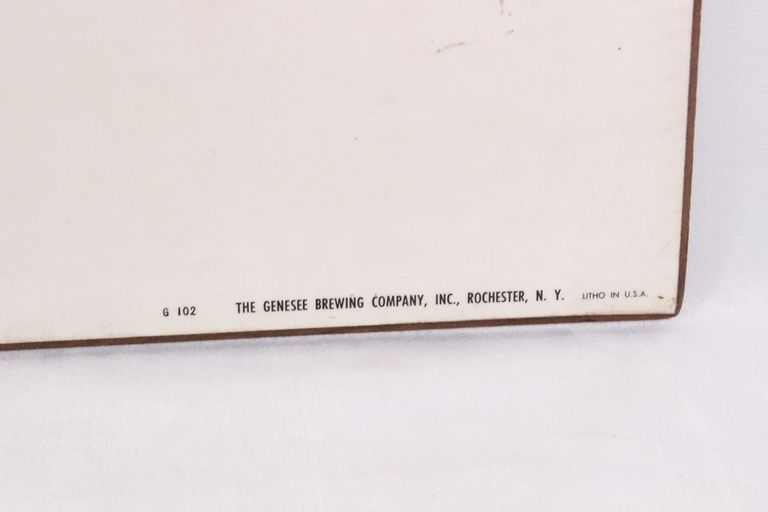 G 102 THE GENESEE BREWING COMPANY, INC., ROCHESTER, N. Y. LITHO IN U.S.A.